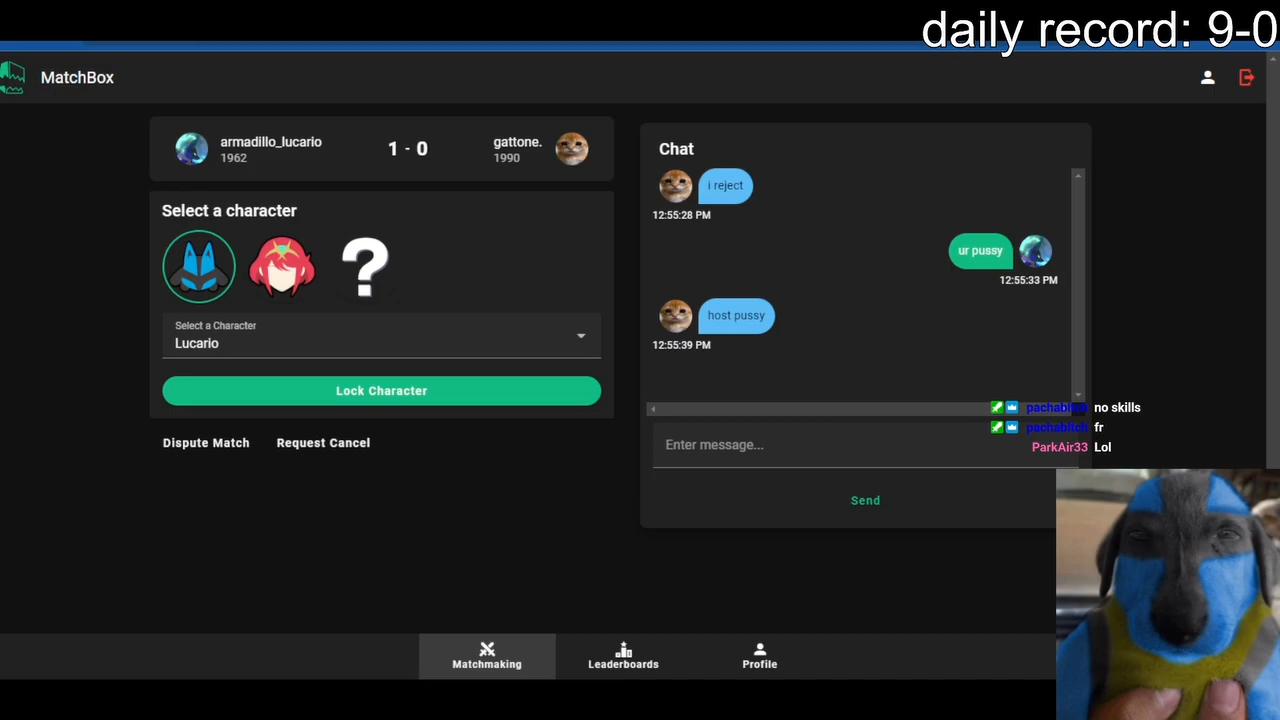 daily record: 9-0
MatchBox
armadillo_lucario
1962
1 - 0
gattone.
1990
Select a character
?
Select a Character
Lucario
Lock Character
Dispute Match
Request Cancel
Chat
i reject
12:55:28 PM
ur pussy
12:55:33 PM
host pussy
12:55:39 PM
no skills
fr
ParkAir33 Lol
Enter message...
Send
Matchmaking
Leaderboards
Profile